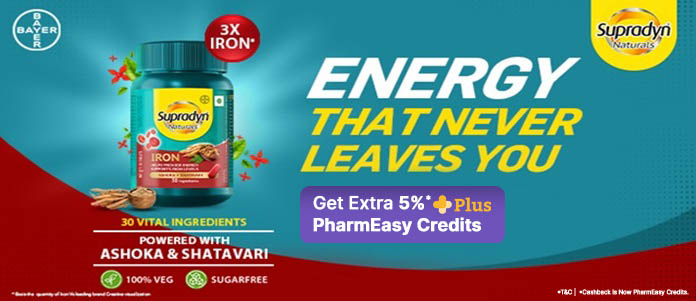 BAYER
BAYER
3X
IRON*
Supradyn
Naturals
Supradyn
Naturals
IRON
30 VITAL INGREDIENTS
POWERED WITH
ASHOKA & SHATAVARI
100% VEG
SUGARFREE
ENERGY
THAT NEVER
LEAVES YOU
Get Extra 5%* Plus
PharmEasy Credits
*T&C | *Cashback is Now PharmEasy Credits.